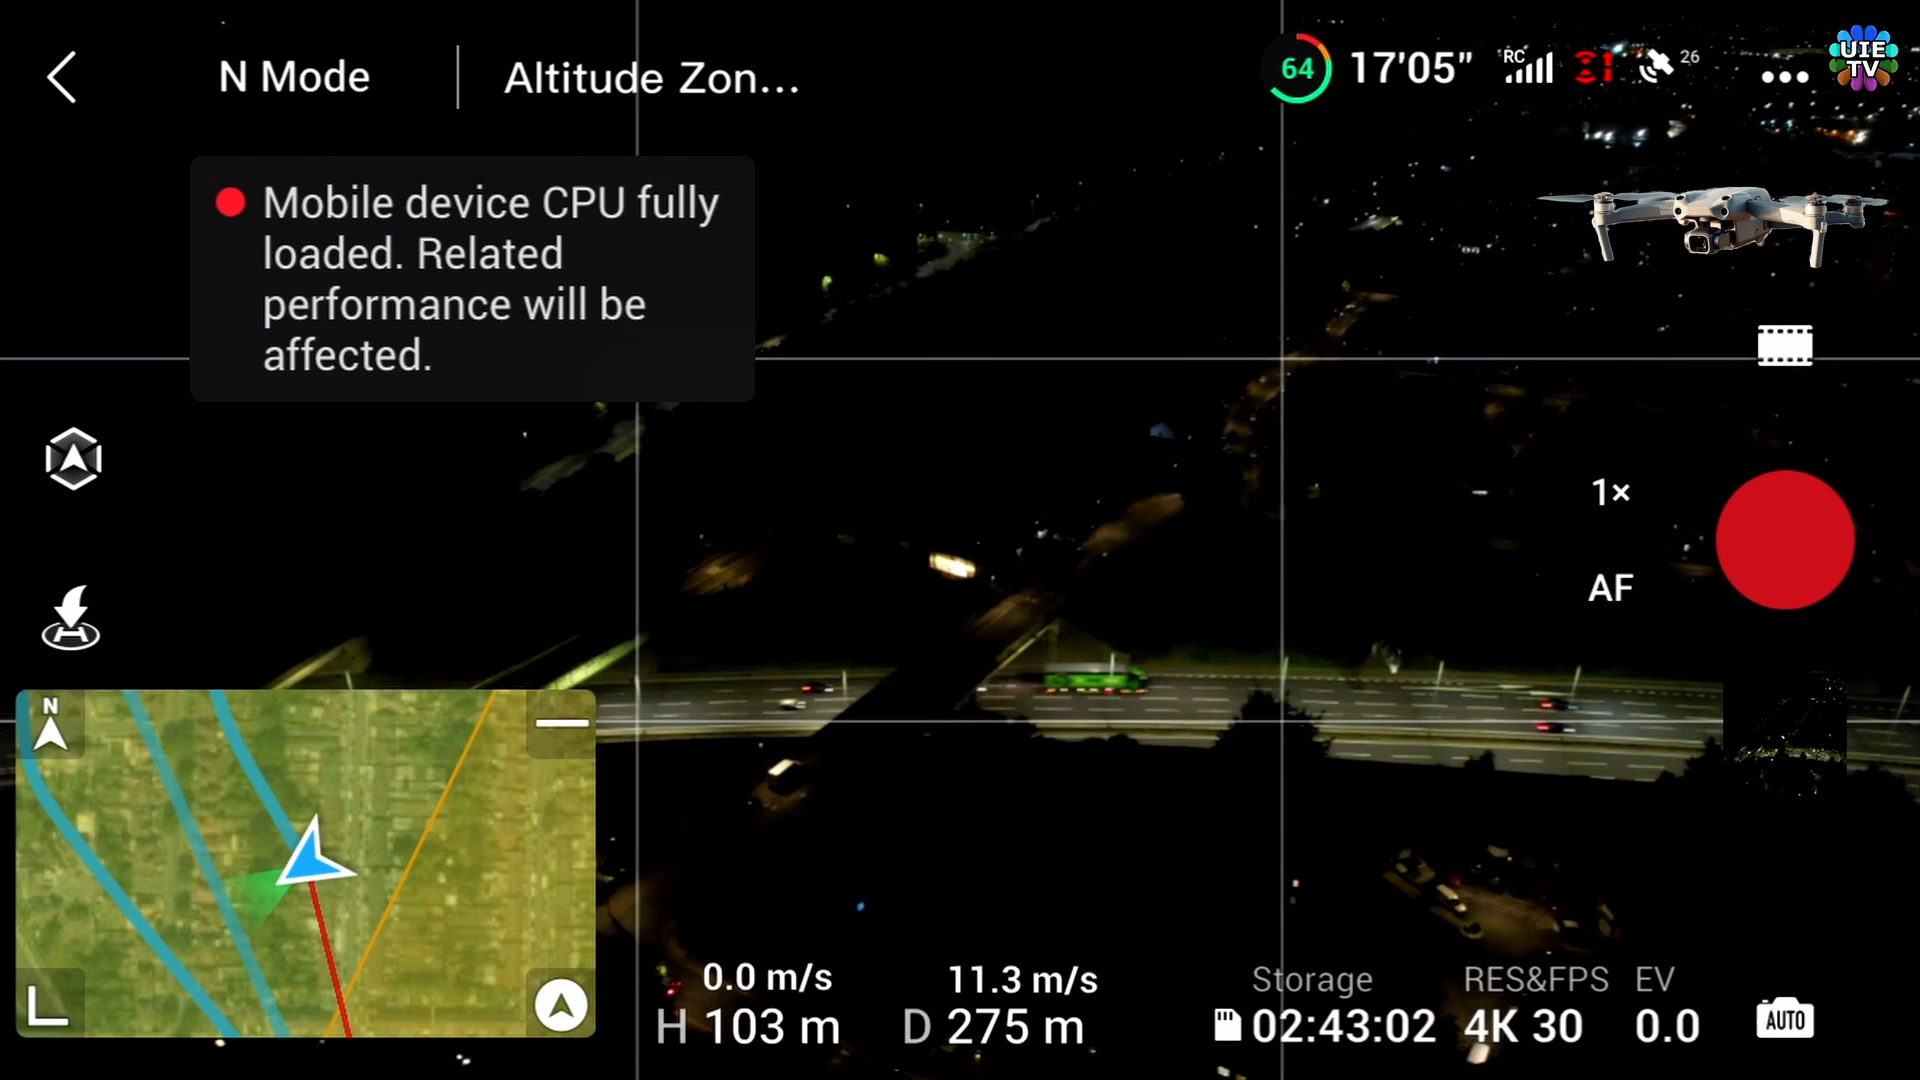 N Mode
Altitude Zon...
64
17'05"
RC
26
UIE
TV
Mobile device CPU fully
loaded. Related
performance will be
affected.
1×
AF
N
0.0 m/s
11.3 m/s
H 103 m
D 275 m
Storage
02:43:02
RES&FPS
4K 30
EV
0.0
AUTO